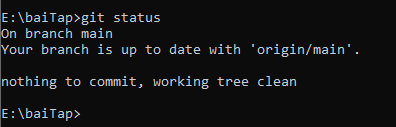 E:\baiTap>git status
On branch main
Your branch is up to date with 'origin/main'.
nothing to commit, working tree clean
E:\baiTap>